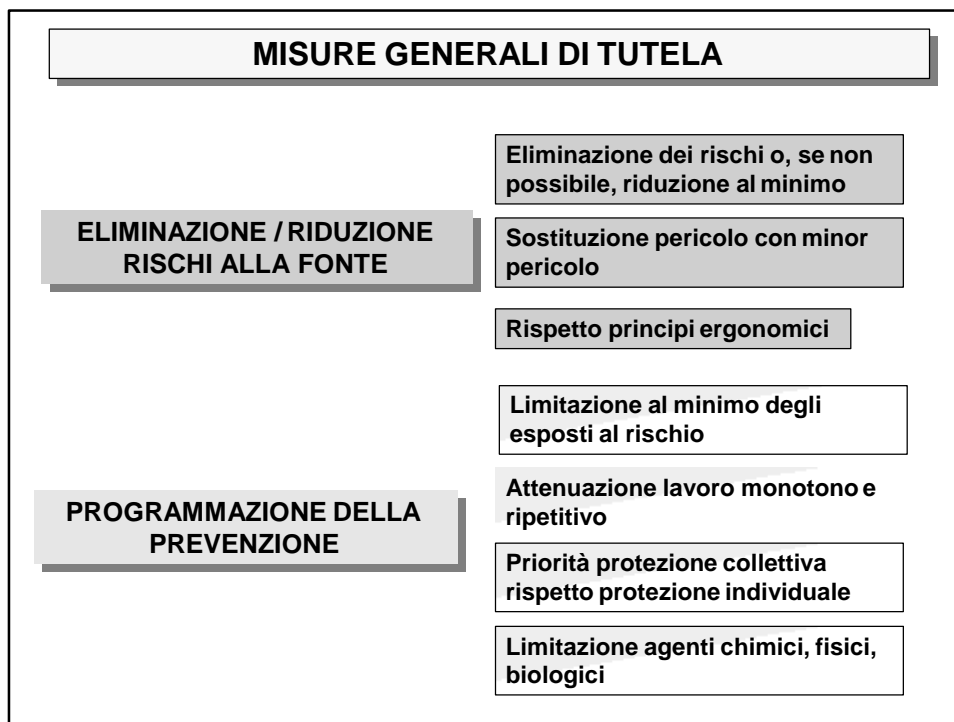 MISURE GENERALI DI TUTELA
ELIMINAZIONE / RIDUZIONE
RISCHI ALLA FONTE
Eliminazione dei rischi o, se non
possibile, riduzione al minimo
Sostituzione pericolo con minor
pericolo
Rispetto principi ergonomici
PROGRAMMAZIONE DELLA
PREVENZIONE
Limitazione al minimo degli
esposti al rischio
Attenuazione lavoro monotono e
ripetitivo
Priorità protezione collettiva
rispetto protezione individuale
Limitazione agenti chimici, fisici,
biologici